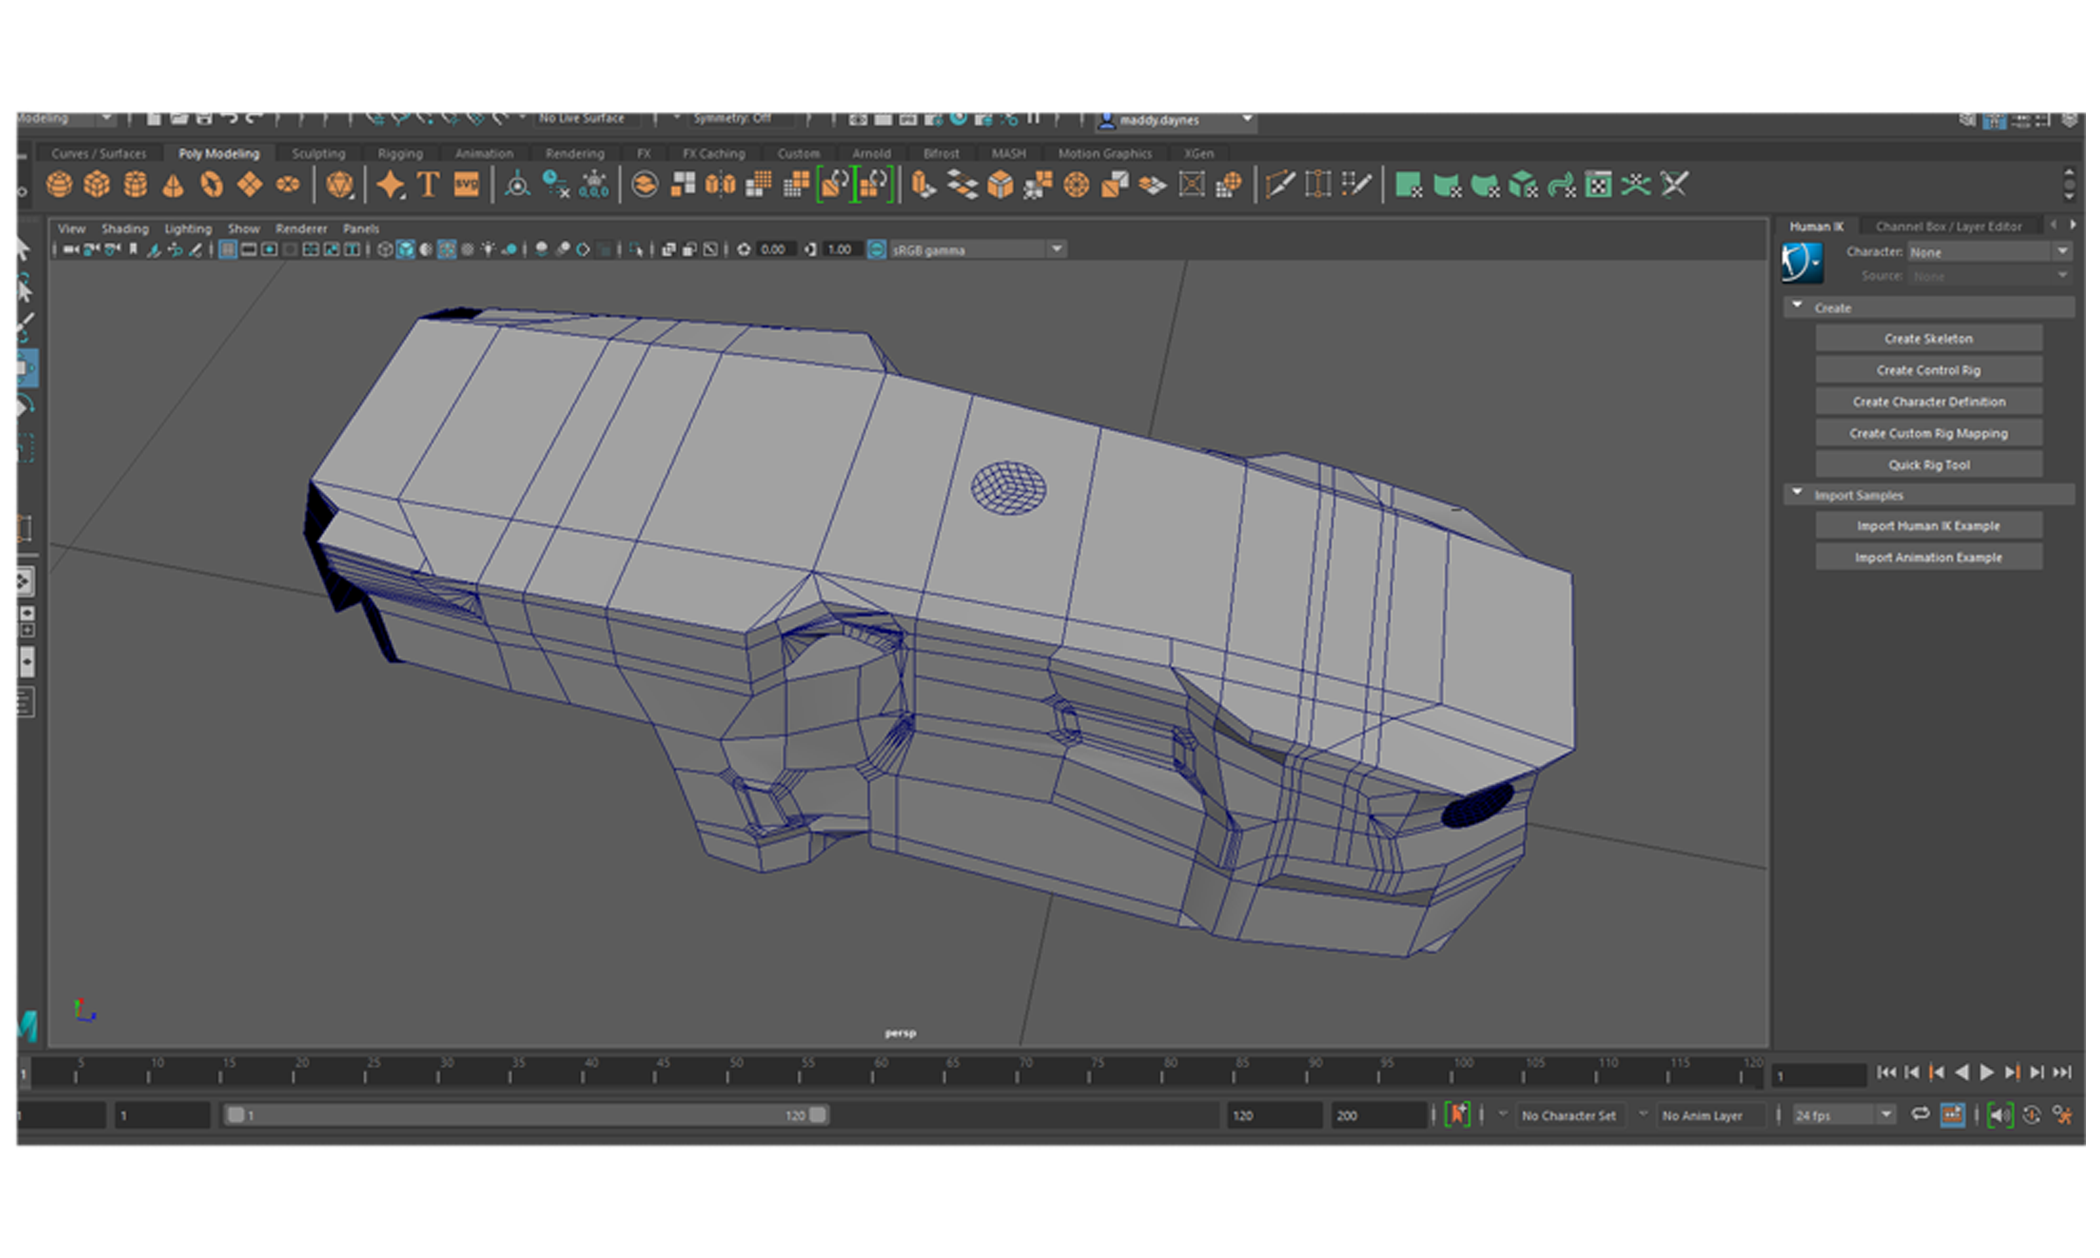 Modeling No Live Surface Symmetry: Off maddy.daynes
Curves / Surfaces Poly Modeling Sculpting Rigging Animation Rendering FX FX Caching Custom Arnold Bifrost MASH Motion Graphics XGen
T SVG 0,0,0
View Shading Lighting Show Renderer Panels
0.00 1.00 sRGB gamma
Human IK Channel Box / Layer Editor
Character: None
Source: None
Create
Create Skeleton
Create Control Rig
Create Character Definition
Create Custom Rig Mapping
Quick Rig Tool
Import Samples
Import Human IK Example
Import Animation Example
persp
M
5 10 15 20 25 30 35 40 45 50 55 60 65 70 75 80 85 90 95 100 105 110 115 120
1 1
1 1 1 120 120 200 No Character Set No Anim Layer 24 fps